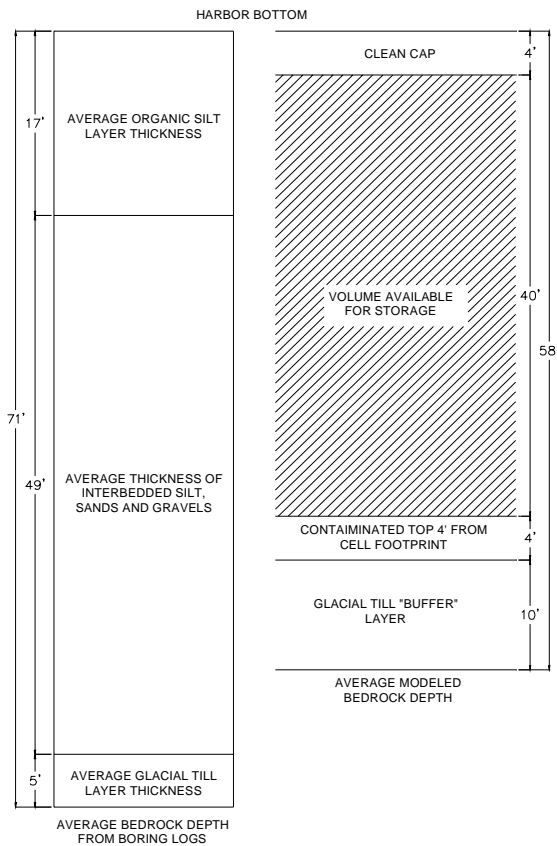 HARBOR BOTTOM
17'
AVERAGE ORGANIC SILT
LAYER THICKNESS
71'
49'
AVERAGE THICKNESS OF
INTERBEDDED SILT,
SANDS AND GRAVELS
5'
AVERAGE GLACIAL TILL
LAYER THICKNESS
AVERAGE BEDROCK DEPTH
FROM BORING LOGS
CLEAN CAP
4'
VOLUME AVAILABLE
FOR STORAGE
40'
58
CONTAIMINATED TOP 4' FROM
CELL FOOTPRINT
4'
GLACIAL TILL "BUFFER"
LAYER
10'
AVERAGE MODELED
BEDROCK DEPTH